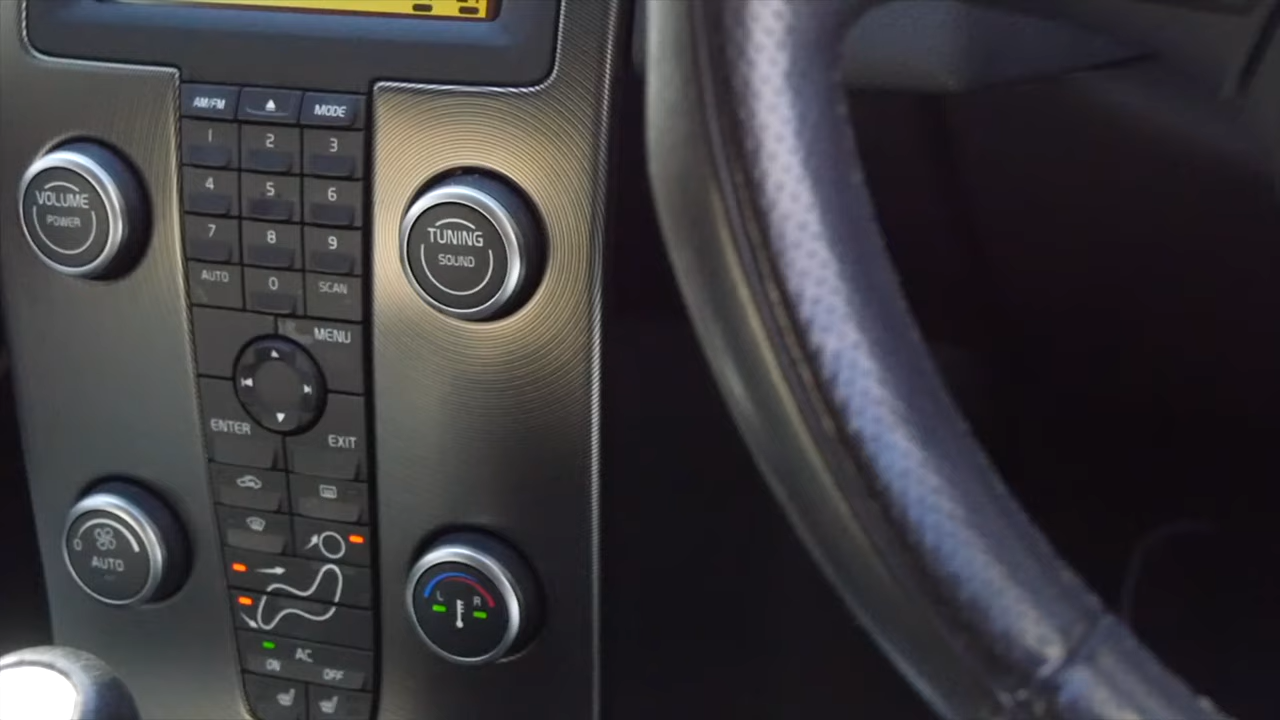 AM/FM MODE
1 2 3
VOLUME
POWER
4 5 6
TUNING
SOUND
7 8 9
AUTO 0 SCAN
MENU
ENTER
EXIT
0
AUTO
L R
AC
ON OFF